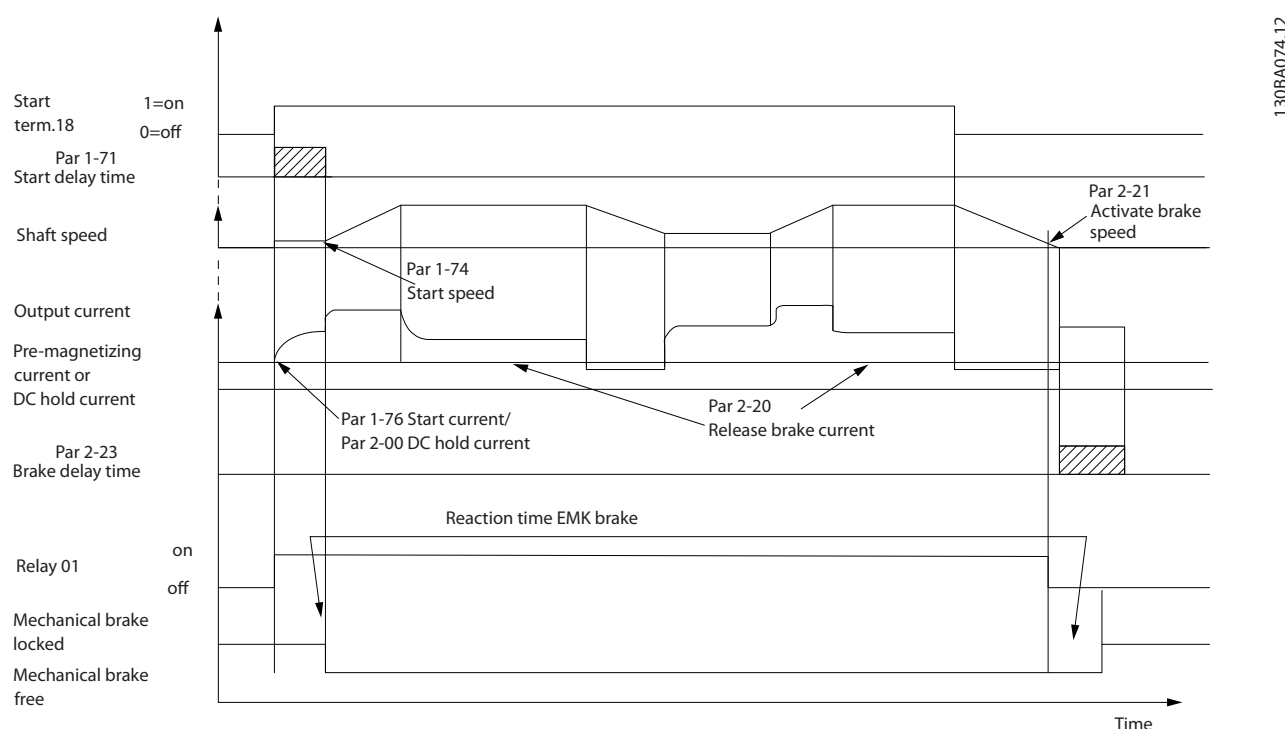 130BA074.12
Start 1=on
term.18 0=off
Par 1-71
Start delay time
Par 2-21
Activate brake
speed
Shaft speed
Par 1-74
Start speed
Output current
Pre-magnetizing
current or
DC hold current
Par 1-76 Start current/
Par 2-00 DC hold current
Par 2-20
Release brake current
Par 2-23
Brake delay time
Reaction time EMK brake
on
Relay 01
off
Mechanical brake
locked
Mechanical brake
free
Time